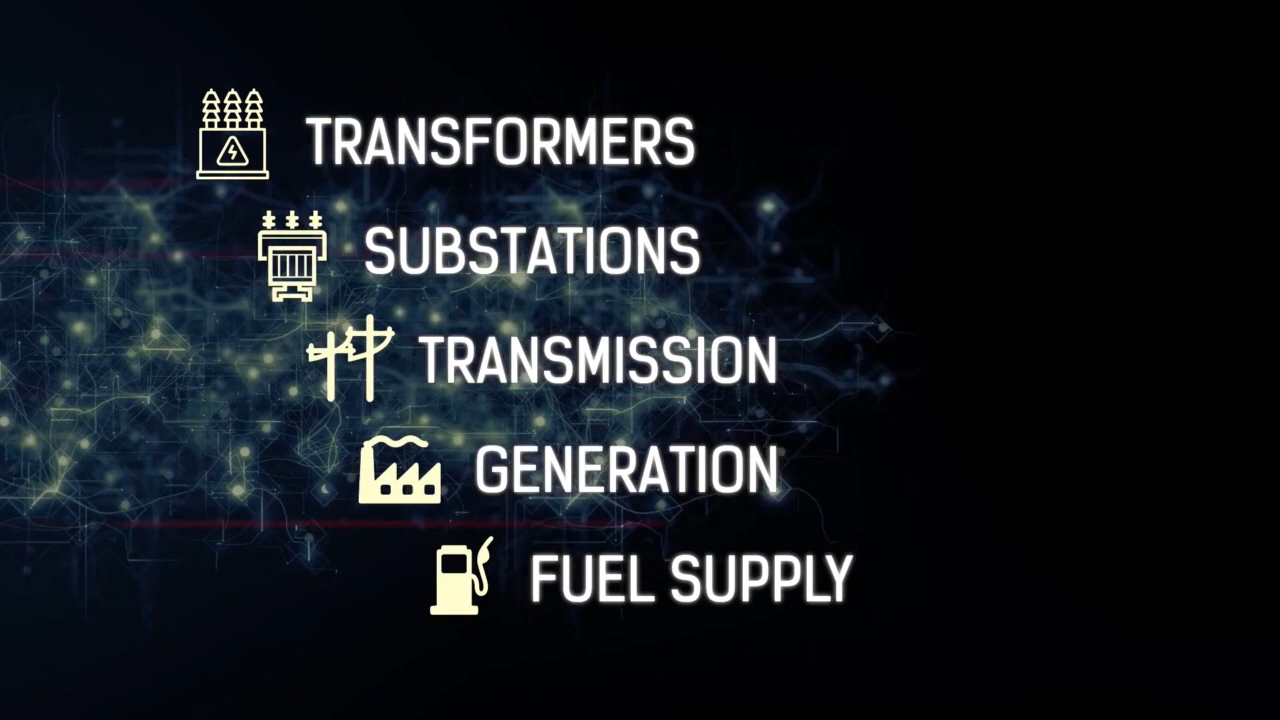 TRANSFORMERS
SUBSTATIONS
TRANSMISSION
GENERATION
FUEL SUPPLY